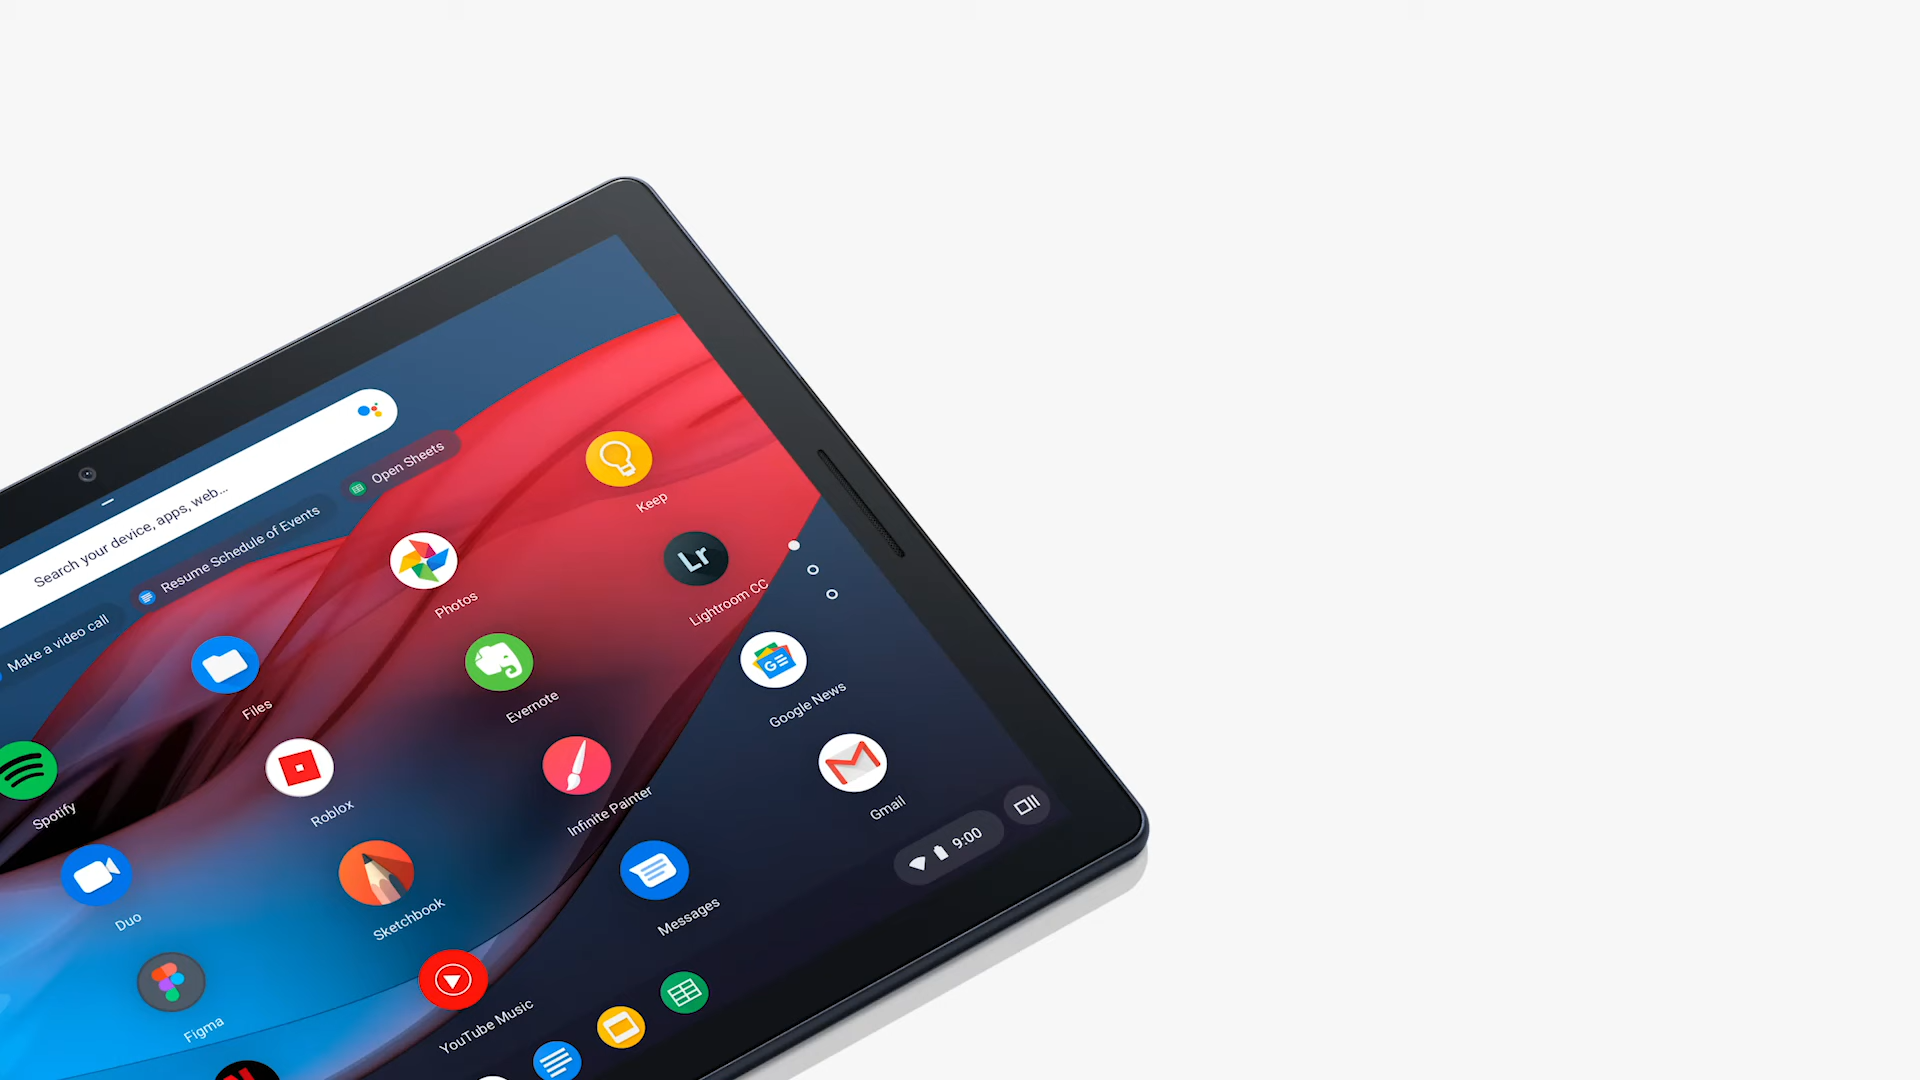 Search your device, apps, web...
Make a video call
Resume Schedule of Events
Open Sheets
Keep
Photos
Lightroom CC
Lr
Files
Evernote
Google News
G
Spotify
Roblox
Infinite Painter
Gmail
Duo
Sketchbook
Messages
9:00
Figma
YouTube Music